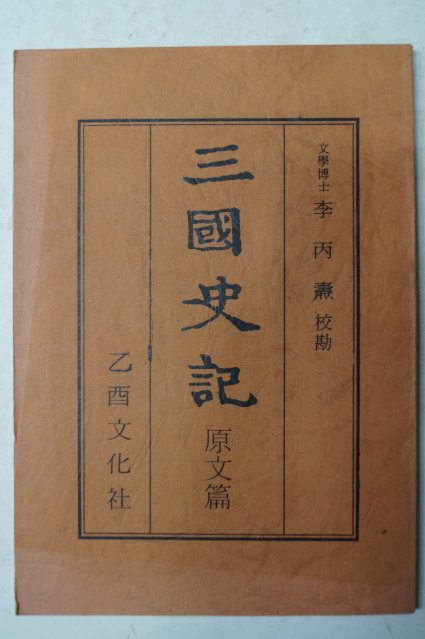 文學博士 李丙燾 校勘
三國史記 原文篇
乙酉文化社